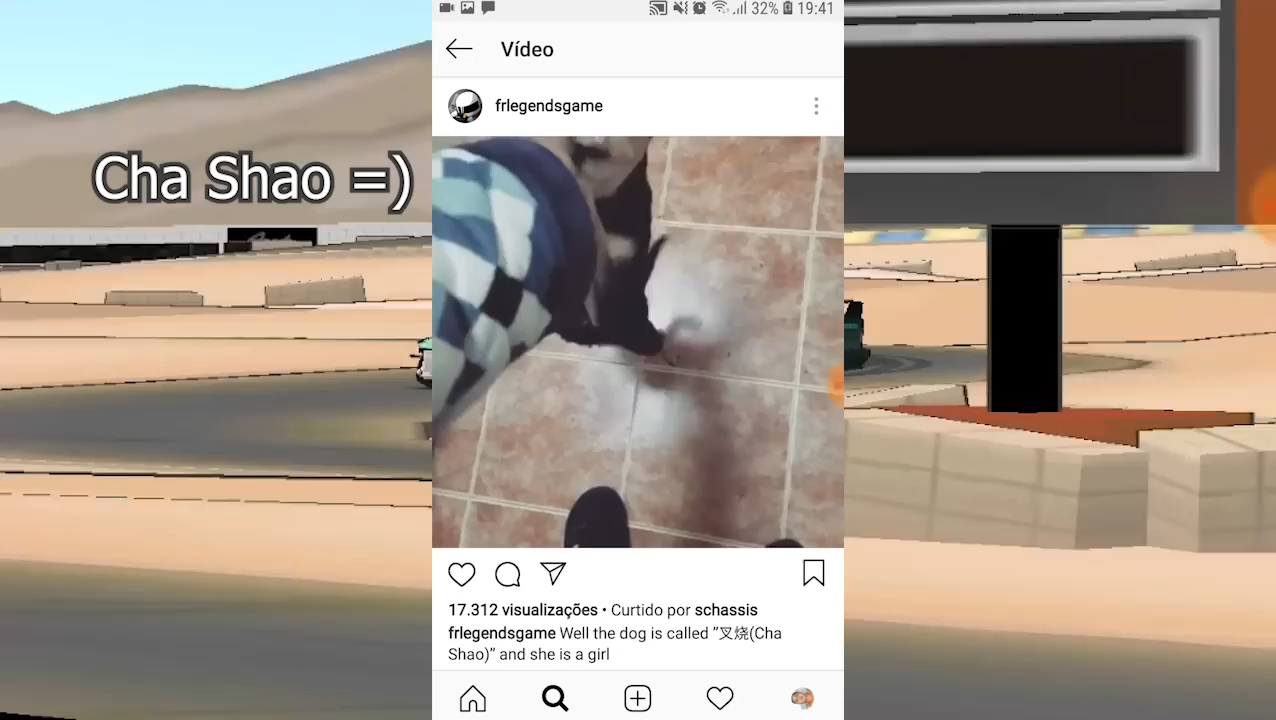 32% 19:41
Vídeo
frlegendsgame
Cha Shao =)
17.312 visualizações • Curtido por schassis
frlegendsgame Well the dog is called "叉烧(Cha
Shao)" and she is a girl